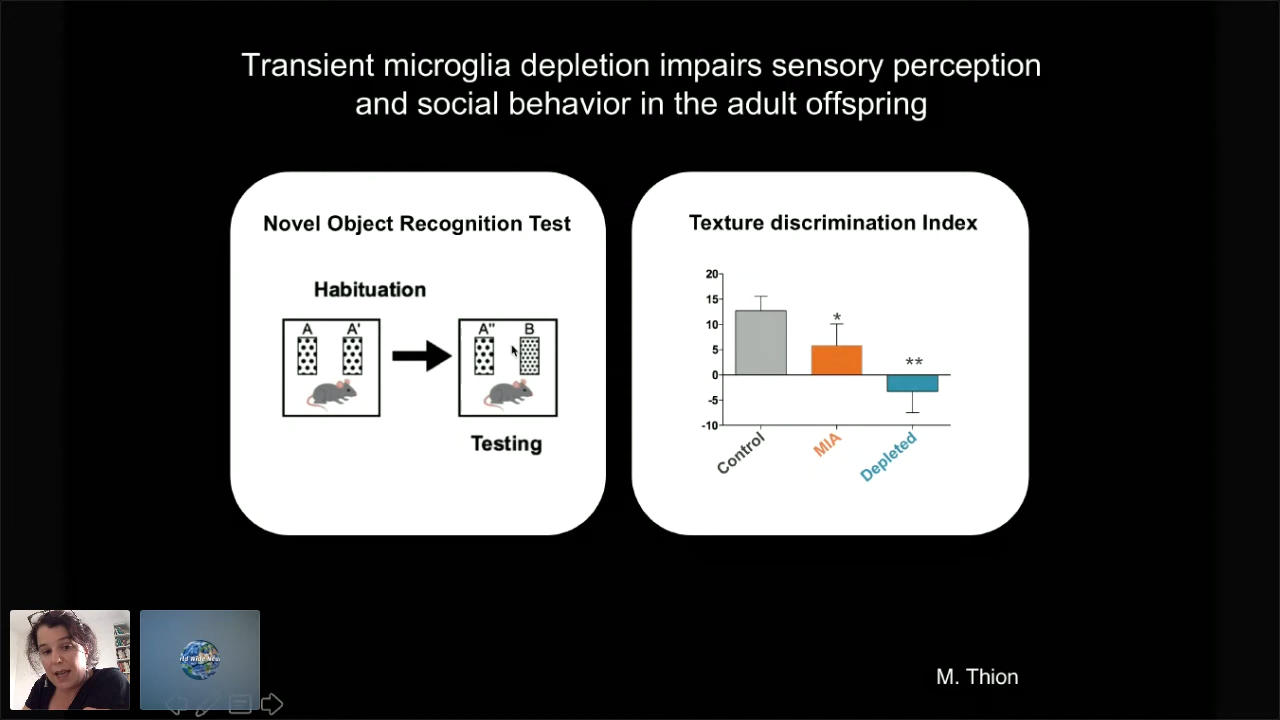 Transient microglia depletion impairs sensory perception
and social behavior in the adult offspring
Novel Object Recognition Test
Habituation
A A'
A'' B
Testing
Texture discrimination Index
20
15
10
5
0
-5
-10
*
**
Control
MIA
Depleted
M. Thion